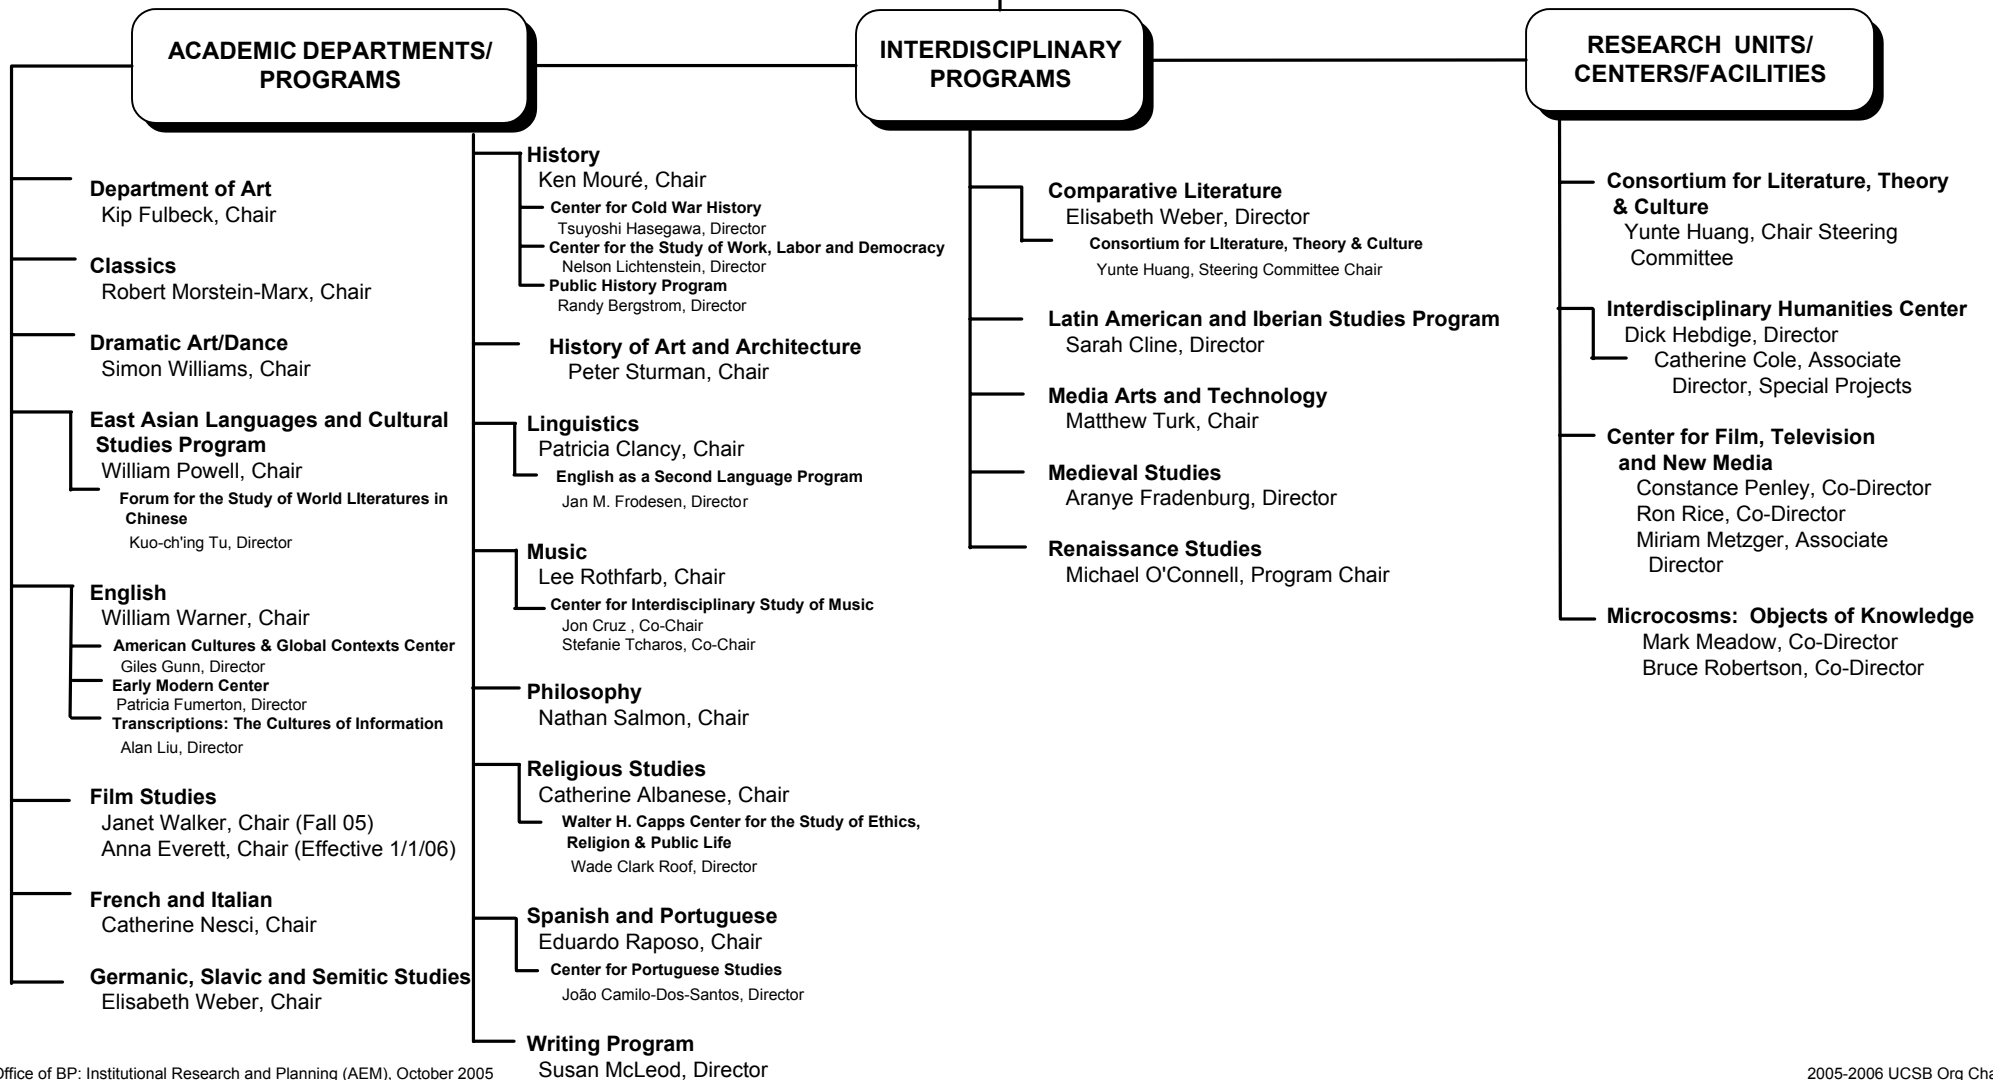 ACADEMIC DEPARTMENTS/
PROGRAMS
Department of Art
Kip Fulbeck, Chair
Classics
Robert Morstein-Marx, Chair
Dramatic Art/Dance
Simon Williams, Chair
East Asian Languages and Cultural
Studies Program
William Powell, Chair
Forum for the Study of World LIteratures in
Chinese
Kuo-ch'ing Tu, Director
English
William Warner, Chair
American Cultures & Global Contexts Center
Giles Gunn, Director
Early Modern Center
Patricia Fumerton, Director
Transcriptions: The Cultures of Information
Alan Liu, Director
Film Studies
Janet Walker, Chair (Fall 05)
Anna Everett, Chair (Effective 1/1/06)
French and Italian
Catherine Nesci, Chair
Germanic, Slavic and Semitic Studies
Elisabeth Weber, Chair
History
Ken Mouré, Chair
Center for Cold War History
Tsuyoshi Hasegawa, Director
Center for the Study of Work, Labor and Democracy
Nelson Lichtenstein, Director
Public History Program
Randy Bergstrom, Director
History of Art and Architecture
Peter Sturman, Chair
Linguistics
Patricia Clancy, Chair
English as a Second Language Program
Jan M. Frodesen, Director
Music
Lee Rothfarb, Chair
Center for Interdisciplinary Study of Music
Jon Cruz , Co-Chair
Stefanie Tcharos, Co-Chair
Philosophy
Nathan Salmon, Chair
Religious Studies
Catherine Albanese, Chair
Walter H. Capps Center for the Study of Ethics,
Religion & Public Life
Wade Clark Roof, Director
Spanish and Portuguese
Eduardo Raposo, Chair
Center for Portuguese Studies
João Camilo-Dos-Santos, Director
Writing Program
Susan McLeod, Director
INTERDISCIPLINARY
PROGRAMS
Comparative Literature
Elisabeth Weber, Director
Consortium for LIterature, Theory & Culture
Yunte Huang, Steering Committee Chair
Latin American and Iberian Studies Program
Sarah Cline, Director
Media Arts and Technology
Matthew Turk, Chair
Medieval Studies
Aranye Fradenburg, Director
Renaissance Studies
Michael O'Connell, Program Chair
RESEARCH UNITS/
CENTERS/FACILITIES
Consortium for Literature, Theory
& Culture
Yunte Huang, Chair Steering
Committee
Interdisciplinary Humanities Center
Dick Hebdige, Director
Catherine Cole, Associate
Director, Special Projects
Center for Film, Television
and New Media
Constance Penley, Co-Director
Ron Rice, Co-Director
Miriam Metzger, Associate
Director
Microcosms: Objects of Knowledge
Mark Meadow, Co-Director
Bruce Robertson, Co-Director
Office of BP: Institutional Research and Planning (AEM), October 2005
2005-2006 UCSB Org Cha